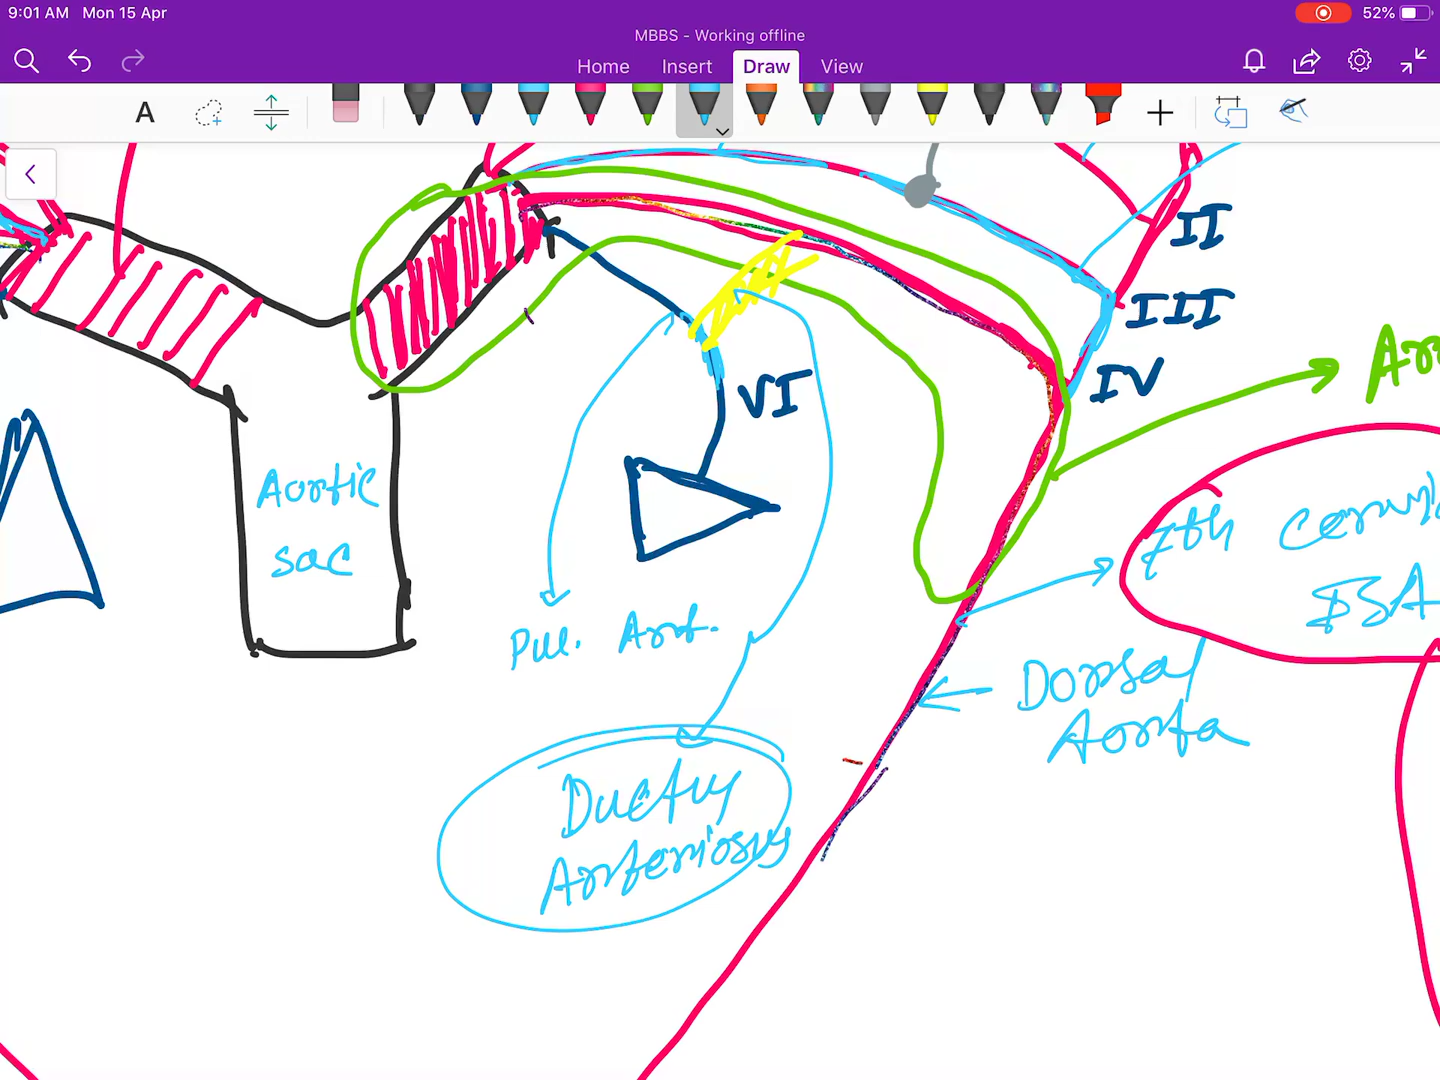 9:01 AM Mon 15 Apr
52%
MBBS - Working offline
Home Insert Draw View
A
II
III
IV
VI
Aortic
sac
7th
Pul. Art.
Dorsal
Aorta
Ductus
Arteriosus